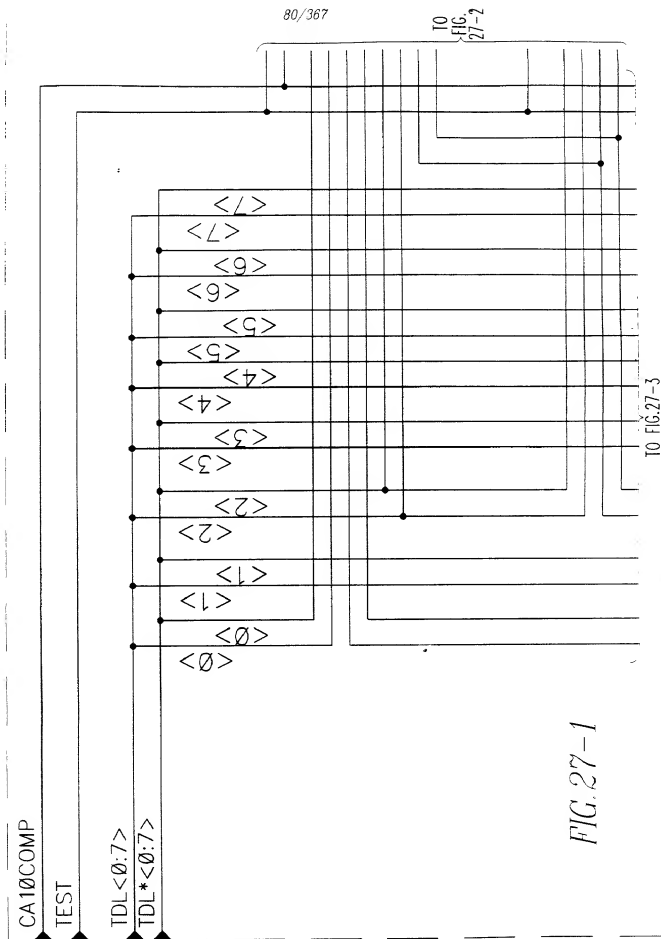 80/367
TO
FIG.
27-2
CA1ØCOMP
TEST
TDL<Ø:7>
TDL*<Ø:7>
<7>
<7>
<6>
<6>
<5>
<5>
<4>
<4>
<3>
<3>
<2>
<2>
<1>
<1>
<Ø>
<Ø>
TO FIG.27-3
FIG. 27-1